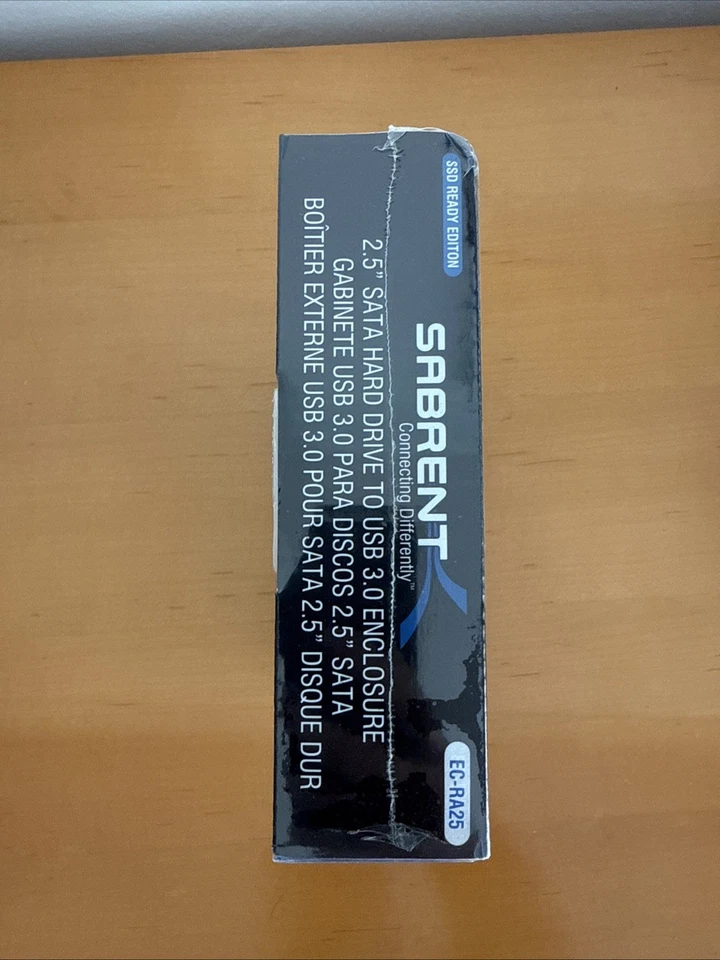 SSD READY EDITON
SABRENT
Connecting Differently™
EC-RA25
2.5” SATA HARD DRIVE TO USB 3.0 ENCLOSURE
GABINETE USB 3.0 PARA DISCOS 2.5” SATA
BOÎTIER EXTERNE USB 3.0 POUR SATA 2.5” DISQUE DUR